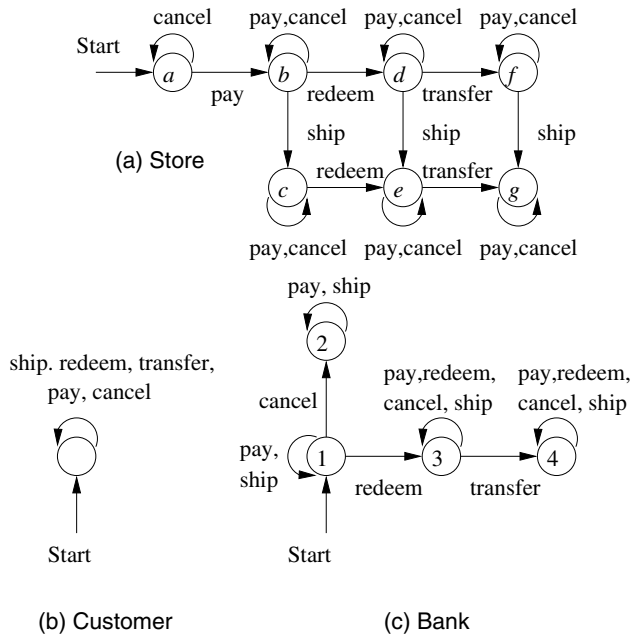 cancel pay,cancel pay,cancel pay,cancel
Start
a b d f
pay redeem transfer
ship ship ship
(a) Store
redeem transfer
c e g
pay,cancel pay,cancel pay,cancel
pay, ship
2
ship. redeem, transfer,
pay, cancel
pay,redeem,
cancel, ship
pay,redeem,
cancel, ship
cancel
pay,
ship
1 3 4
redeem transfer
Start Start
(b) Customer (c) Bank